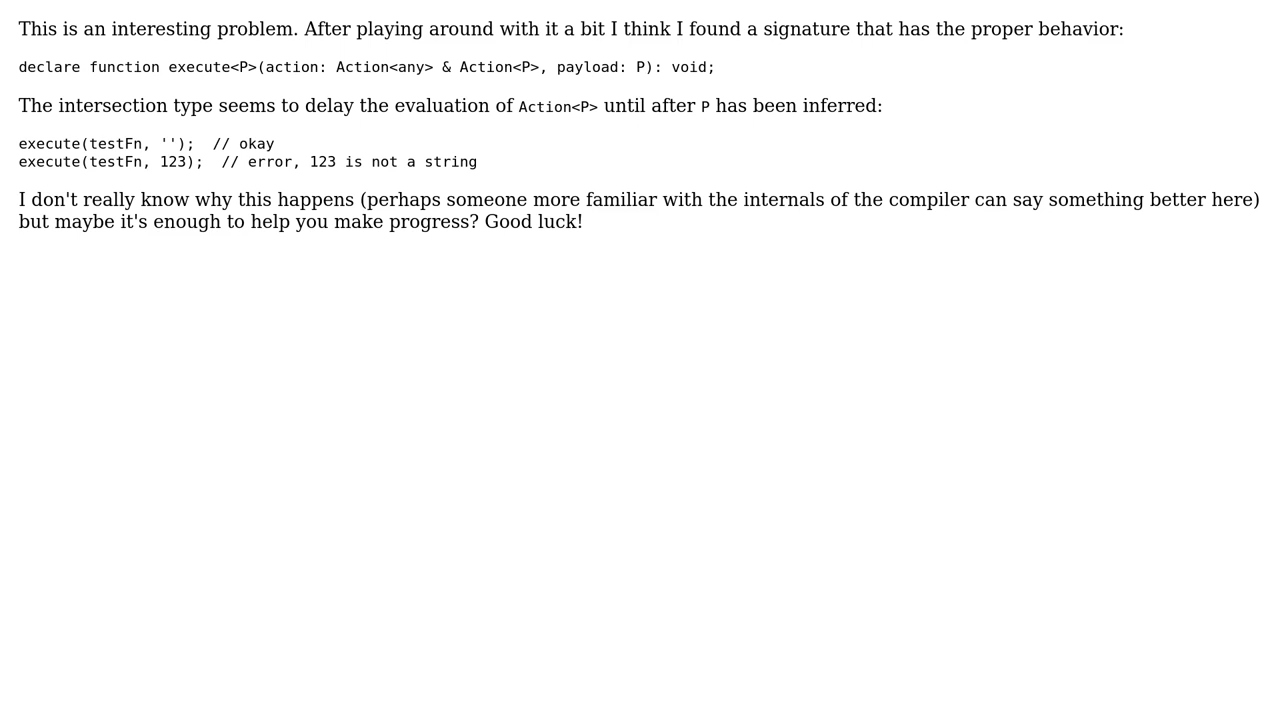 This is an interesting problem. After playing around with it a bit I think I found a signature that has the proper behavior:
declare function execute<P>(action: Action<any> & Action<P>, payload: P): void;
The intersection type seems to delay the evaluation of Action<P> until after P has been inferred:
execute(testFn, '');  // okay
execute(testFn, 123);  // error, 123 is not a string
I don't really know why this happens (perhaps someone more familiar with the internals of the compiler can say something better here)
but maybe it's enough to help you make progress? Good luck!